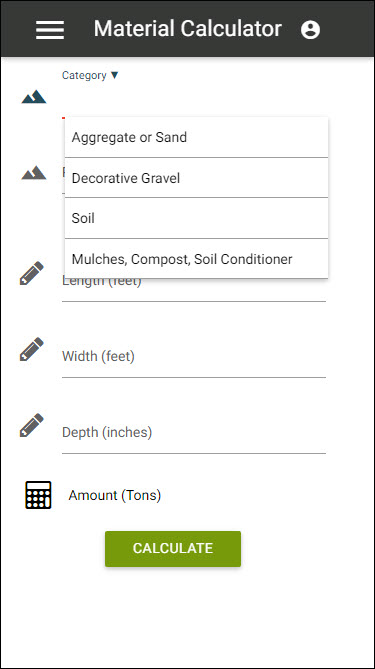 Material Calculator
Category ▼
Aggregate or Sand
Decorative Gravel
Soil
Mulches, Compost, Soil Conditioner
Length (feet)
Width (feet)
Depth (inches)
Amount (Tons)
CALCULATE